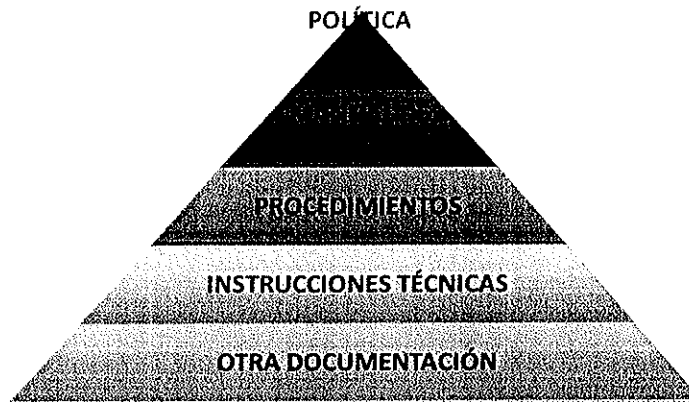 POLÍTICA
PROCEDIMIENTOS
INSTRUCCIONES TÉCNICAS
OTRA DOCUMENTACIÓN